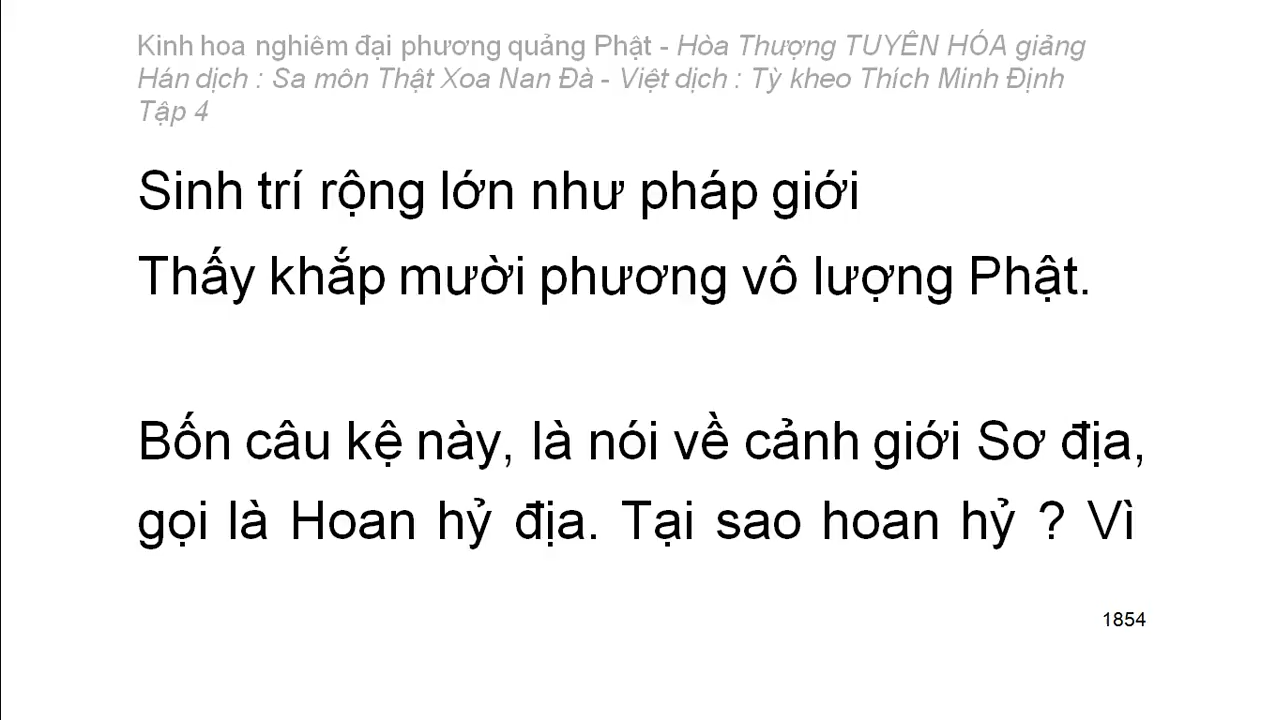 Kinh hoa nghiêm đại phương quảng Phật - Hòa Thượng TUYÊN HÓA giảng
Hán dịch : Sa môn Thật Xoa Nan Đà - Việt dịch : Tỳ kheo Thích Minh Định
Tập 4
Sinh trí rộng lớn như pháp giới
Thấy khắp mười phương vô lượng Phật.
Bốn câu kệ này, là nói về cảnh giới Sơ địa,
gọi là Hoan hỷ địa. Tại sao hoan hỷ ? Vì
1854